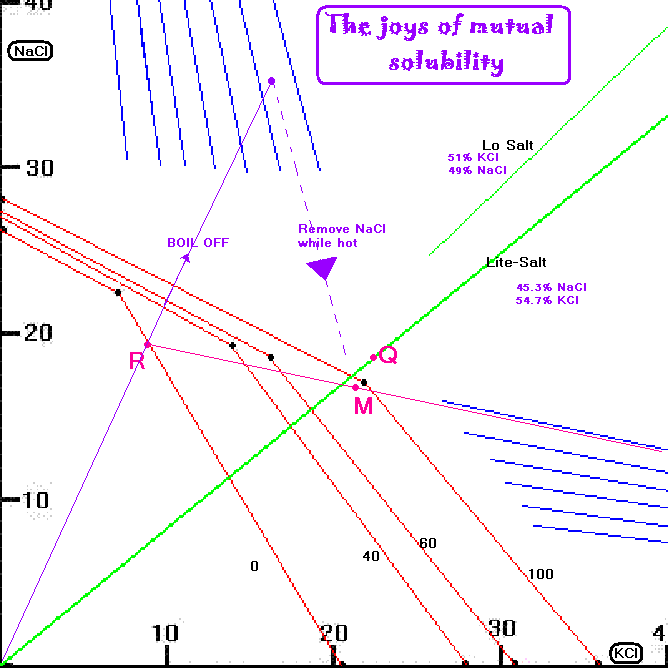 40
NaCl
The joys of mutual
solubility
Lo Salt
51% KCl
49% NaCl
30
Remove NaCl
while hot
BOIL OFF
Lite-Salt
45.3% NaCl
54.7% KCl
20
R
Q
M
10
0
40
60
100
10
20
30
4
KCl